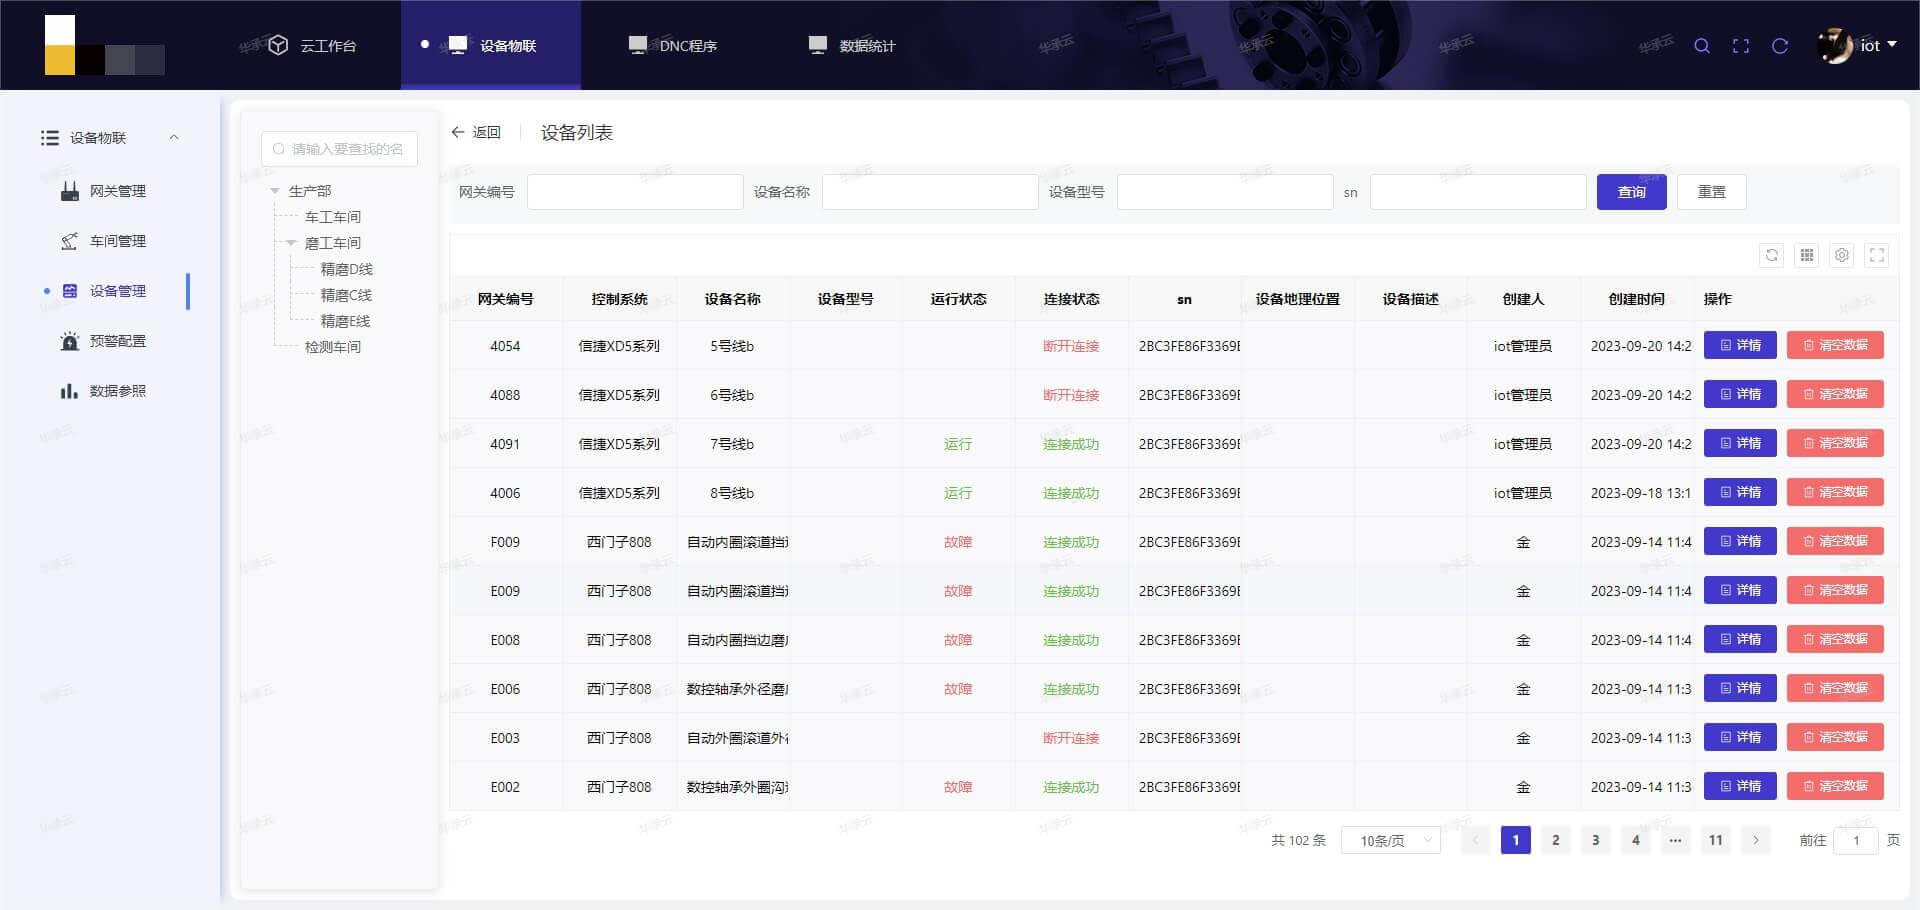 云工作台
设备物联
DNC程序
数据统计
iot
设备物联
网关管理
车间管理
设备管理
预警配置
数据参照
请输入要查找的名
生产部
车工车间
磨工车间
精磨D线
精磨C线
精磨E线
检测车间
返回 设备列表
网关编号 设备名称 设备型号 sn 查询 重置
网关编号 控制系统 设备名称 设备型号 运行状态 连接状态 sn 设备地理位置 设备描述 创建人 创建时间 操作
4054 信捷XD5系列 5号线b 断开连接 2BC3FE86F3369E iot管理员 2023-09-20 14:2 详情 清空数据
4088 信捷XD5系列 6号线b 断开连接 2BC3FE86F3369E iot管理员 2023-09-20 14:2 详情 清空数据
4091 信捷XD5系列 7号线b 运行 连接成功 2BC3FE86F3369E iot管理员 2023-09-20 14:2 详情 清空数据
4006 信捷XD5系列 8号线b 运行 连接成功 2BC3FE86F3369E iot管理员 2023-09-18 13:1 详情 清空数据
F009 西门子808 自动内圈滚道挡 故障 连接成功 2BC3FE86F3369E 金 2023-09-14 11:4 详情 清空数据
E009 西门子808 自动内圈滚道挡 故障 连接成功 2BC3FE86F3369E 金 2023-09-14 11:4 详情 清空数据
E008 西门子808 自动内圈挡边磨 故障 连接成功 2BC3FE86F3369E 金 2023-09-14 11:4 详情 清空数据
E006 西门子808 数控轴承外径磨 故障 连接成功 2BC3FE86F3369E 金 2023-09-14 11:3 详情 清空数据
E003 西门子808 自动外圈滚道外 断开连接 2BC3FE86F3369E 金 2023-09-14 11:3 详情 清空数据
E002 西门子808 数控轴承外圈沟 故障 连接成功 2BC3FE86F3369E 金 2023-09-14 11:3 详情 清空数据
共 102 条 10条/页 1 2 3 4 ... 11 前往 1 页